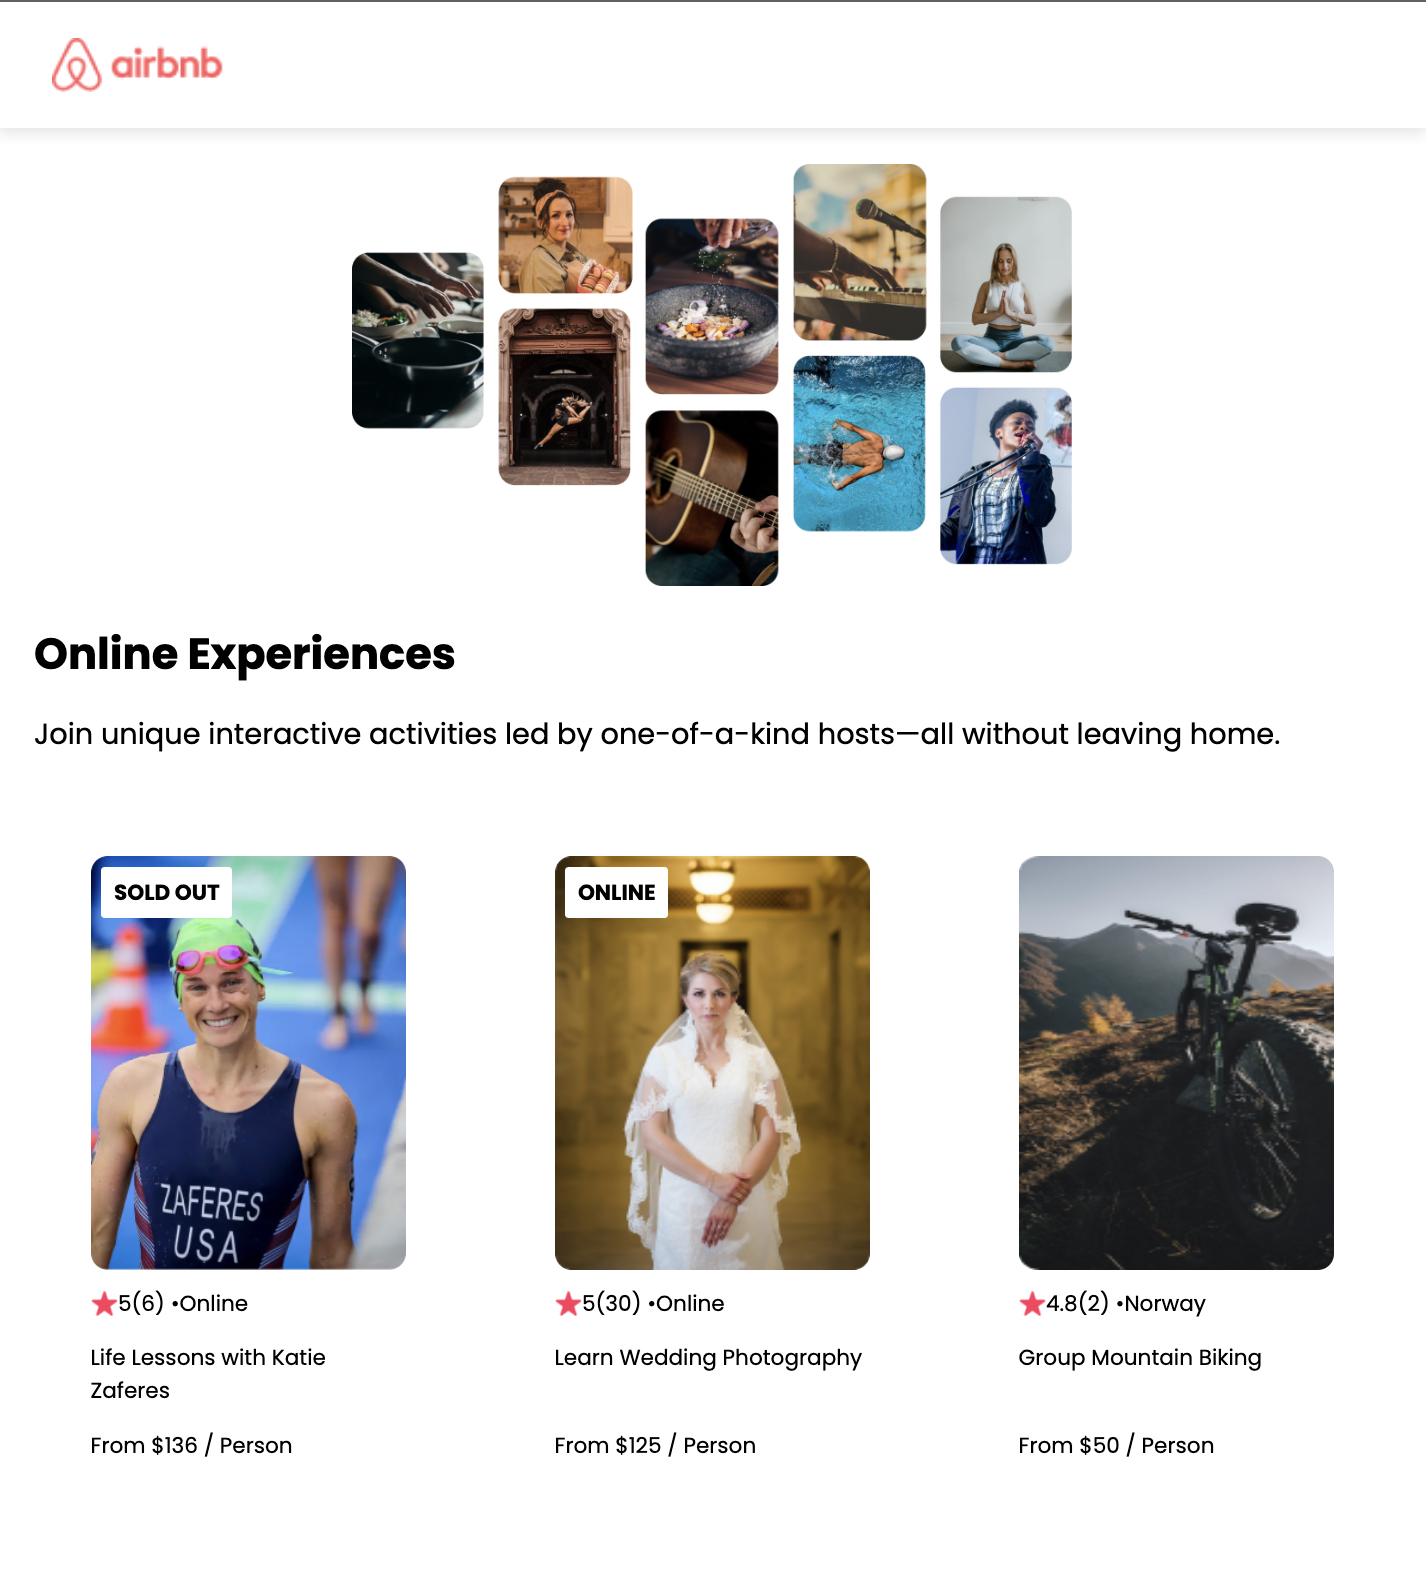 airbnb
Online Experiences
Join unique interactive activities led by one-of-a-kind hosts—all without leaving home.
SOLD OUT
ZAFERES
USA
5(6) •Online
Life Lessons with Katie
Zaferes
From $136 / Person
ONLINE
5(30) •Online
Learn Wedding Photography
From $125 / Person
4.8(2) •Norway
Group Mountain Biking
From $50 / Person